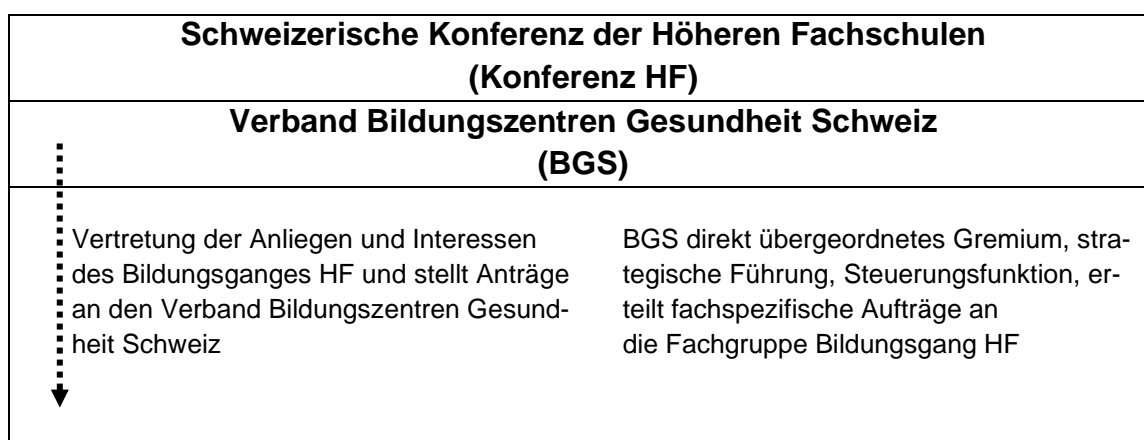 Schweizerische Konferenz der Höheren Fachschulen
(Konferenz HF)
Verband Bildungszentren Gesundheit Schweiz
(BGS)
Vertretung der Anliegen und Interessen
des Bildungsganges HF und stellt Anträge
an den Verband Bildungszentren Gesund-
heit Schweiz
BGS direkt übergeordnetes Gremium, stra-
tegische Führung, Steuerungsfunktion, er-
teilt fachspezifische Aufträge an
die Fachgruppe Bildungsgang HF